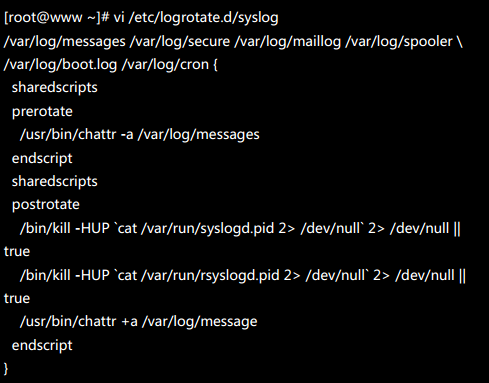 [root@www ~]# vi /etc/logrotate.d/syslog
/var/log/messages /var/log/secure /var/log/maillog /var/log/spooler \
/var/log/boot.log /var/log/cron {
  sharedscripts
  prerotate
    /usr/bin/chattr -a /var/log/messages
  endscript
  sharedscripts
  postrotate
    /bin/kill -HUP `cat /var/run/syslogd.pid 2> /dev/null` 2> /dev/null ||
true
    /bin/kill -HUP `cat /var/run/rsyslogd.pid 2> /dev/null` 2> /dev/null ||
true
    /usr/bin/chattr +a /var/log/message
  endscript
}